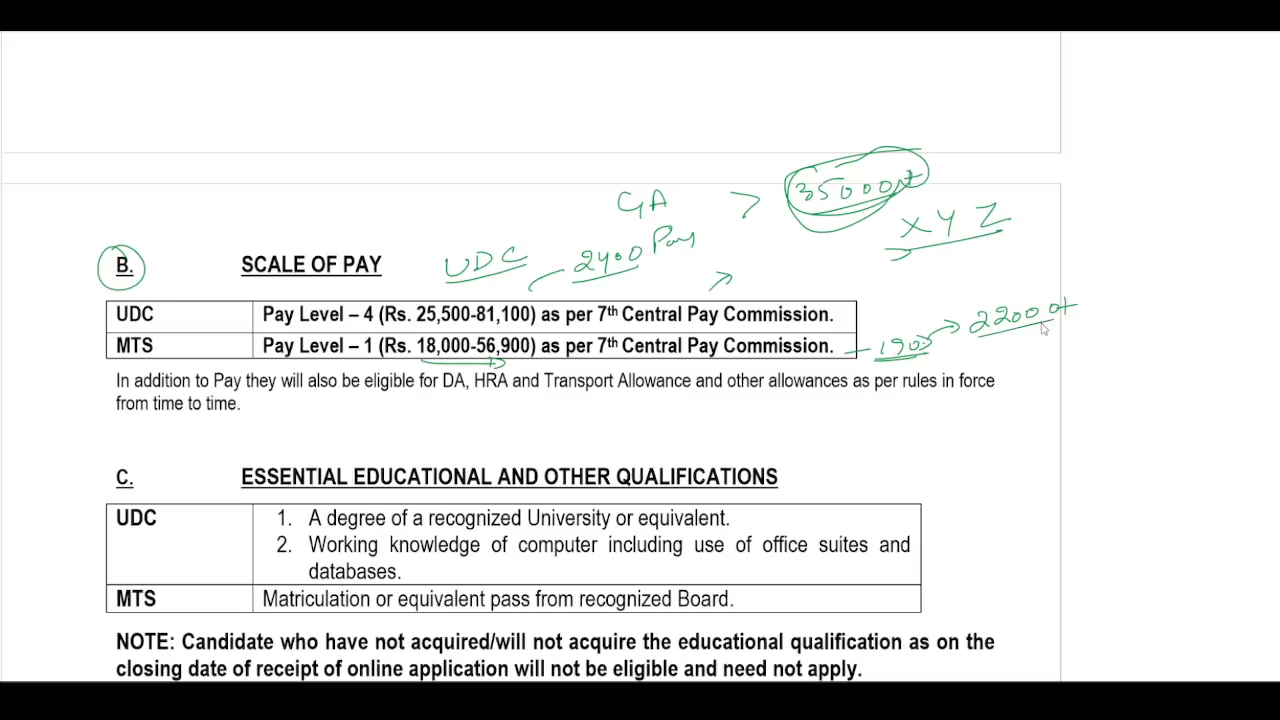 GA > 35000+
X Y Z
UDC 2400 Pay
B. SCALE OF PAY
UDC Pay Level – 4 (Rs. 25,500-81,100) as per 7th Central Pay Commission.
MTS Pay Level – 1 (Rs. 18,000-56,900) as per 7th Central Pay Commission.
22000+
In addition to Pay they will also be eligible for DA, HRA and Transport Allowance and other allowances as per rules in force
from time to time.
C. ESSENTIAL EDUCATIONAL AND OTHER QUALIFICATIONS
UDC 1. A degree of a recognized University or equivalent.
2. Working knowledge of computer including use of office suites and
databases.
MTS Matriculation or equivalent pass from recognized Board.
NOTE: Candidate who have not acquired/will not acquire the educational qualification as on the
closing date of receipt of online application will not be eligible and need not apply.